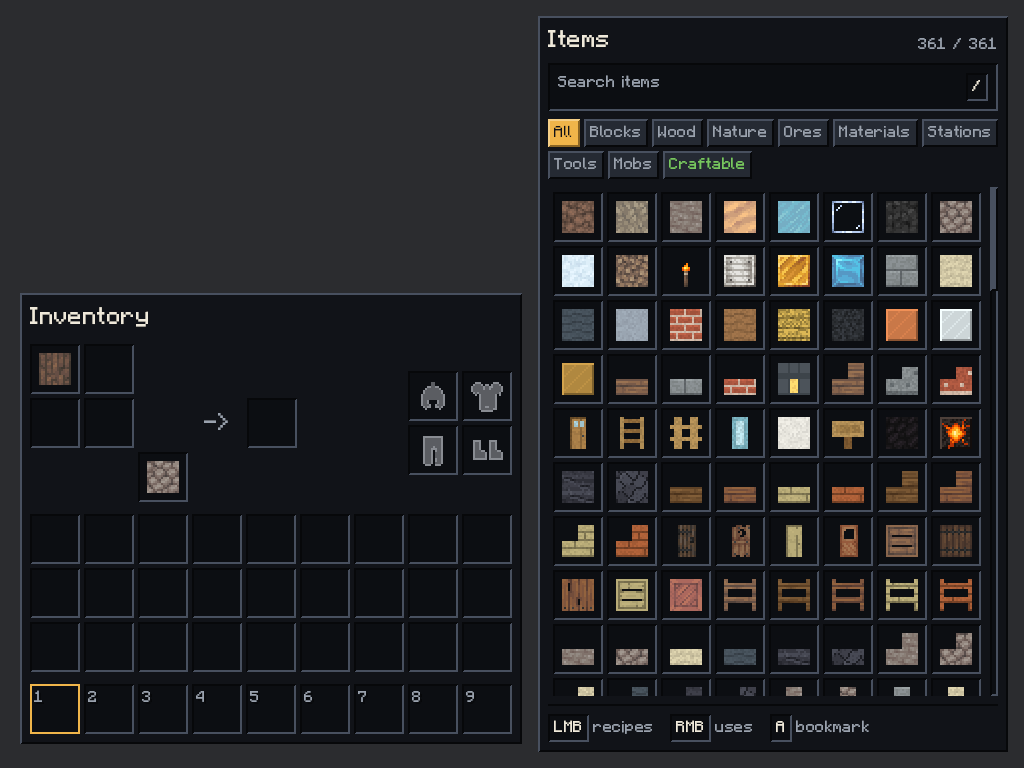 Items
361 / 361
Search items
/
All Blocks Wood Nature Ores Materials Stations
Tools Mobs Craftable
Inventory
1 2 3 4 5 6 7 8 9
LMB recipes RMB uses A bookmark